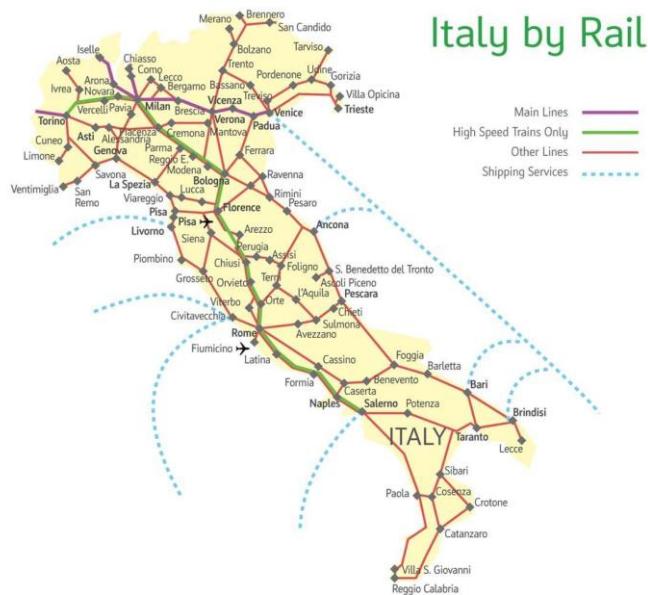 Italy by Rail
Main Lines
High Speed Trains Only
Other Lines
Shipping Services
Brennero
Merano
San Candido
Bolzano
Tarviso
Iselle
Chiasso
Aosta
Como
Trento
Udine
Lecco
Pordenone
Gorizia
Arona
Bassano
Ivrea
Novara
Bergamo
Treviso
Villa Opicina
Milan
Vicenza
Trieste
Vercelli
Pavia
Brescia
Verona
Venice
Torino
Padua
Piacenza
Cremona
Mantova
Asti
Alessandria
Cuneo
Parma
Ferrara
Limone
Genova
Reggio E.
Modena
Savona
Bologna
Ravenna
Ventimiglia
La Spezia
San
Remo
Lucca
Rimini
Viareggio
Pesaro
Florence
Pisa
Pisa
Ancona
Livorno
Arezzo
Siena
Perugia
Assisi
Piombino
Chiusi
Foligno
S. Benedetto del Tronto
Grosseto
Orvieto
Terni
Ascoli Piceno
l'Aquila
Pescara
Viterbo
Orte
Chieti
Civitavecchia
Sulmona
Rome
Avezzano
Fiumicino
Latina
Cassino
Foggia
Barletta
Formia
Benevento
Caserta
Bari
Naples
Salerno
Potenza
Brindisi
ITALY
Taranto
Lecce
Sibari
Paola
Cosenza
Crotone
Catanzaro
Villa S. Giovanni
Reggio Calabria